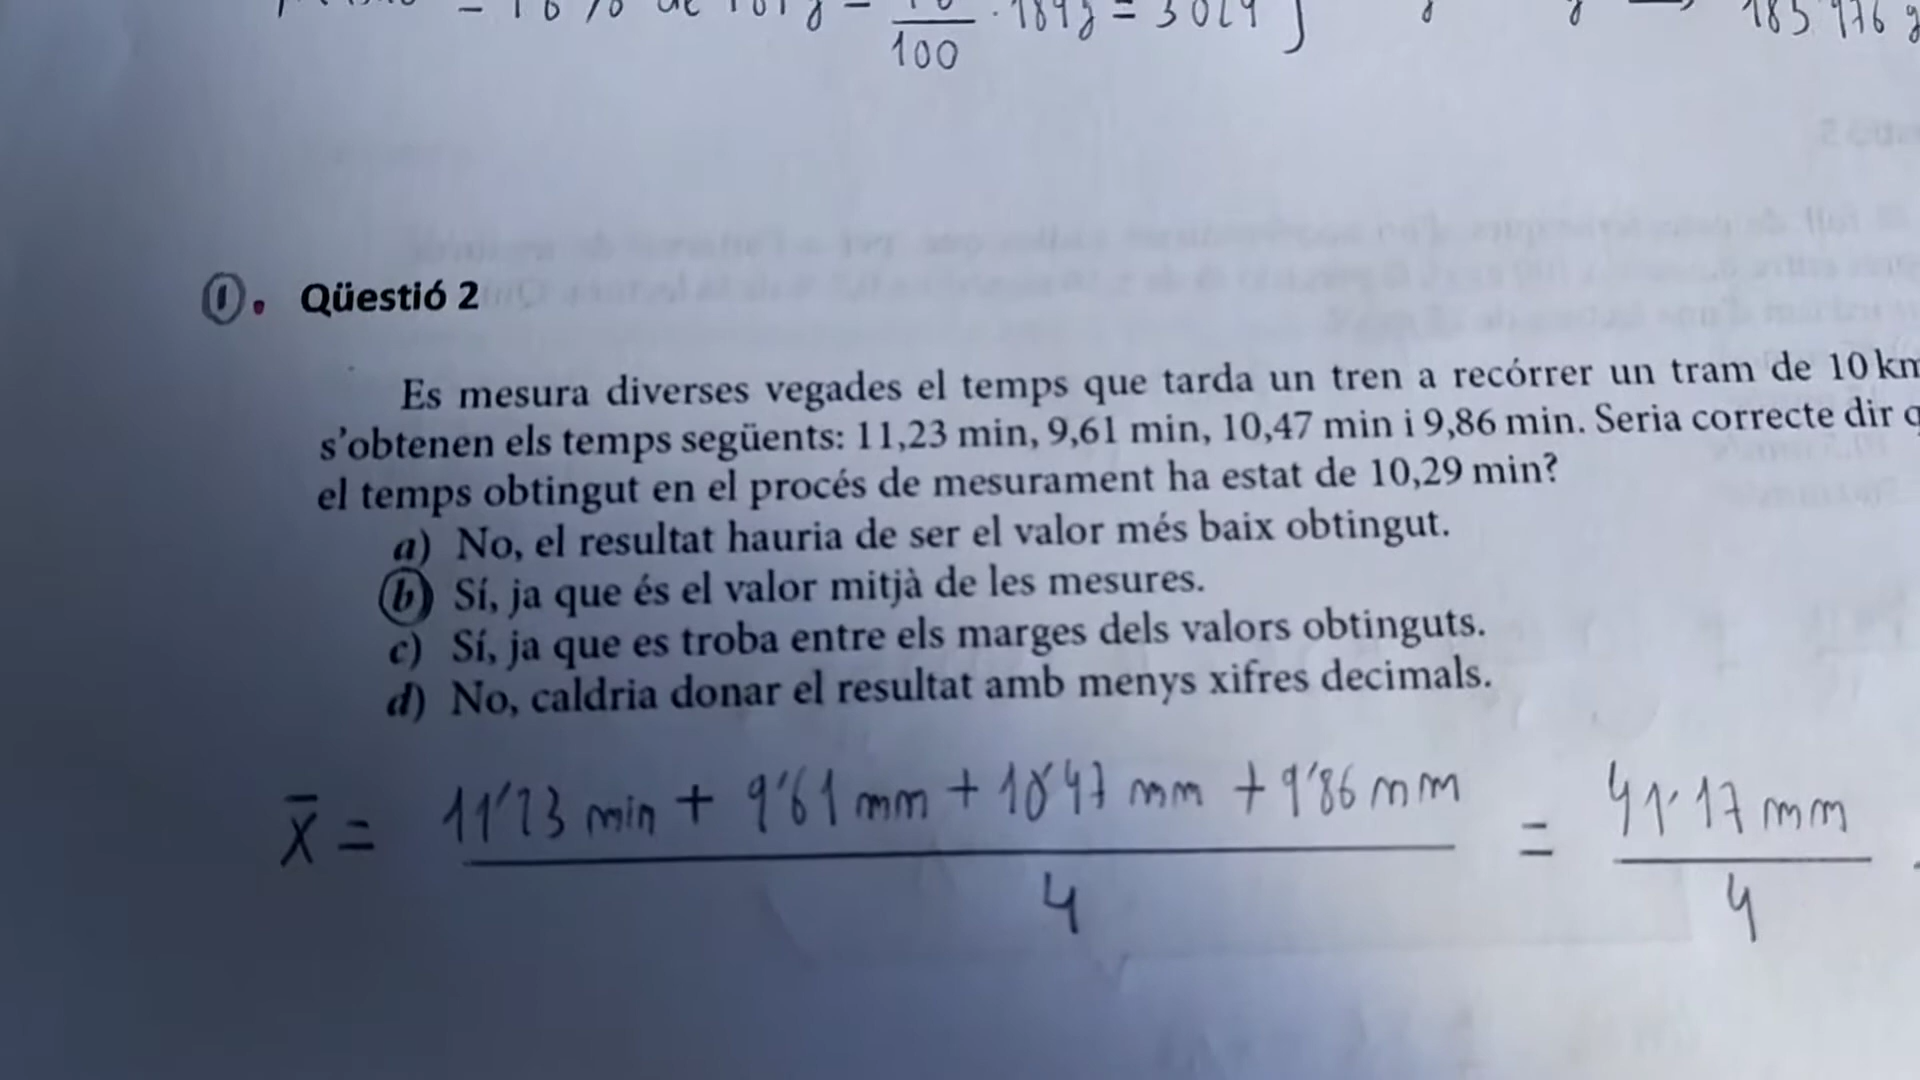 100 · 189g = 3024
①. Qüestió 2
Es mesura diverses vegades el temps que tarda un tren a recórrer un tram de 10 km
s'obtenen els temps següents: 11,23 min, 9,61 min, 10,47 min i 9,86 min. Seria correcte dir q
el temps obtingut en el procés de mesurament ha estat de 10,29 min?
a) No, el resultat hauria de ser el valor més baix obtingut.
b) Sí, ja que és el valor mitjà de les mesures.
c) Sí, ja que es troba entre els marges dels valors obtinguts.
d) No, caldria donar el resultat amb menys xifres decimals.
x̄ = 11'23 min + 9'61 min + 10'47 min + 9'86 min = 41'17 min
4 4